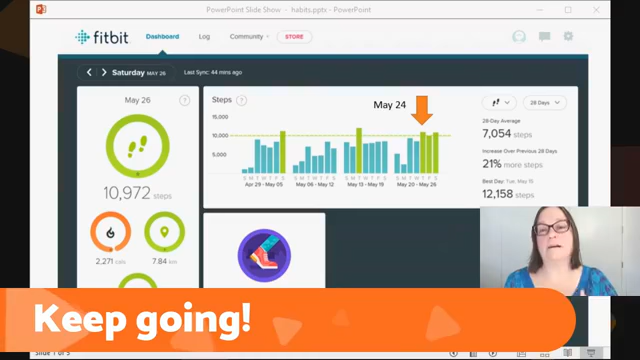 PowerPoint Slide Show - habits.pptx - PowerPoint
fitbit
Dashboard
Log
Community
STORE
Saturday MAY 26
Last Sync: 44 mins ago
May 26
10,972 steps
2,271 cals
7.84 km
Steps
May 24
28 Days
15,000
10,000
5,000
S M T W T F S
S M T W T F S
S M T W T F S
S M T W T F S
Apr 29 - May 05
May 06 - May 12
May 13 - May 19
May 20 - May 26
28 Day Average
7,054 steps
Increase Over Previous 28 Days
21% more steps
Best Day: Tue, May 15
12,158 steps
Keep going!
Slide 1 of 5